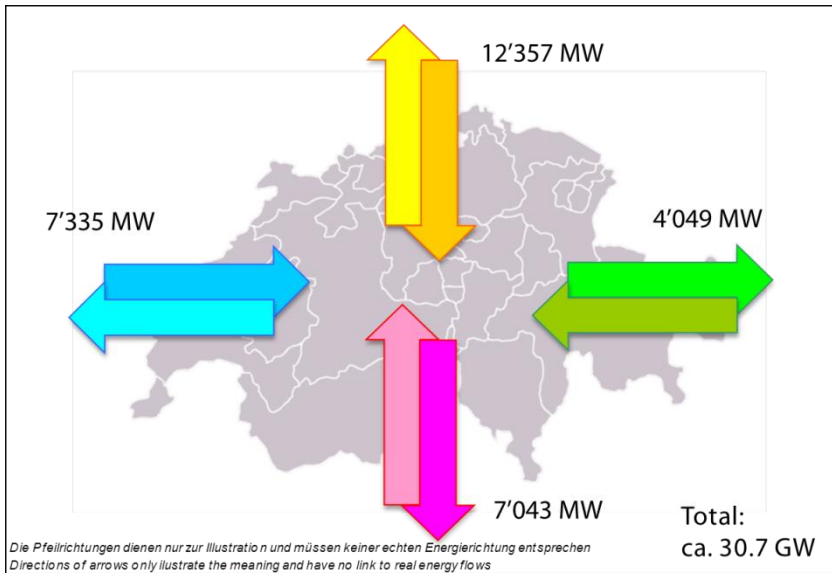 12’357 MW
7’335 MW
4’049 MW
7’043 MW
Total:
ca. 30.7 GW
Die Pfeilrichtungen dienen nur zur Illustration und müssen keiner echten Energierichtung entsprechen
Directions of arrows only ilustrate the meaning and have no link to real energy flows